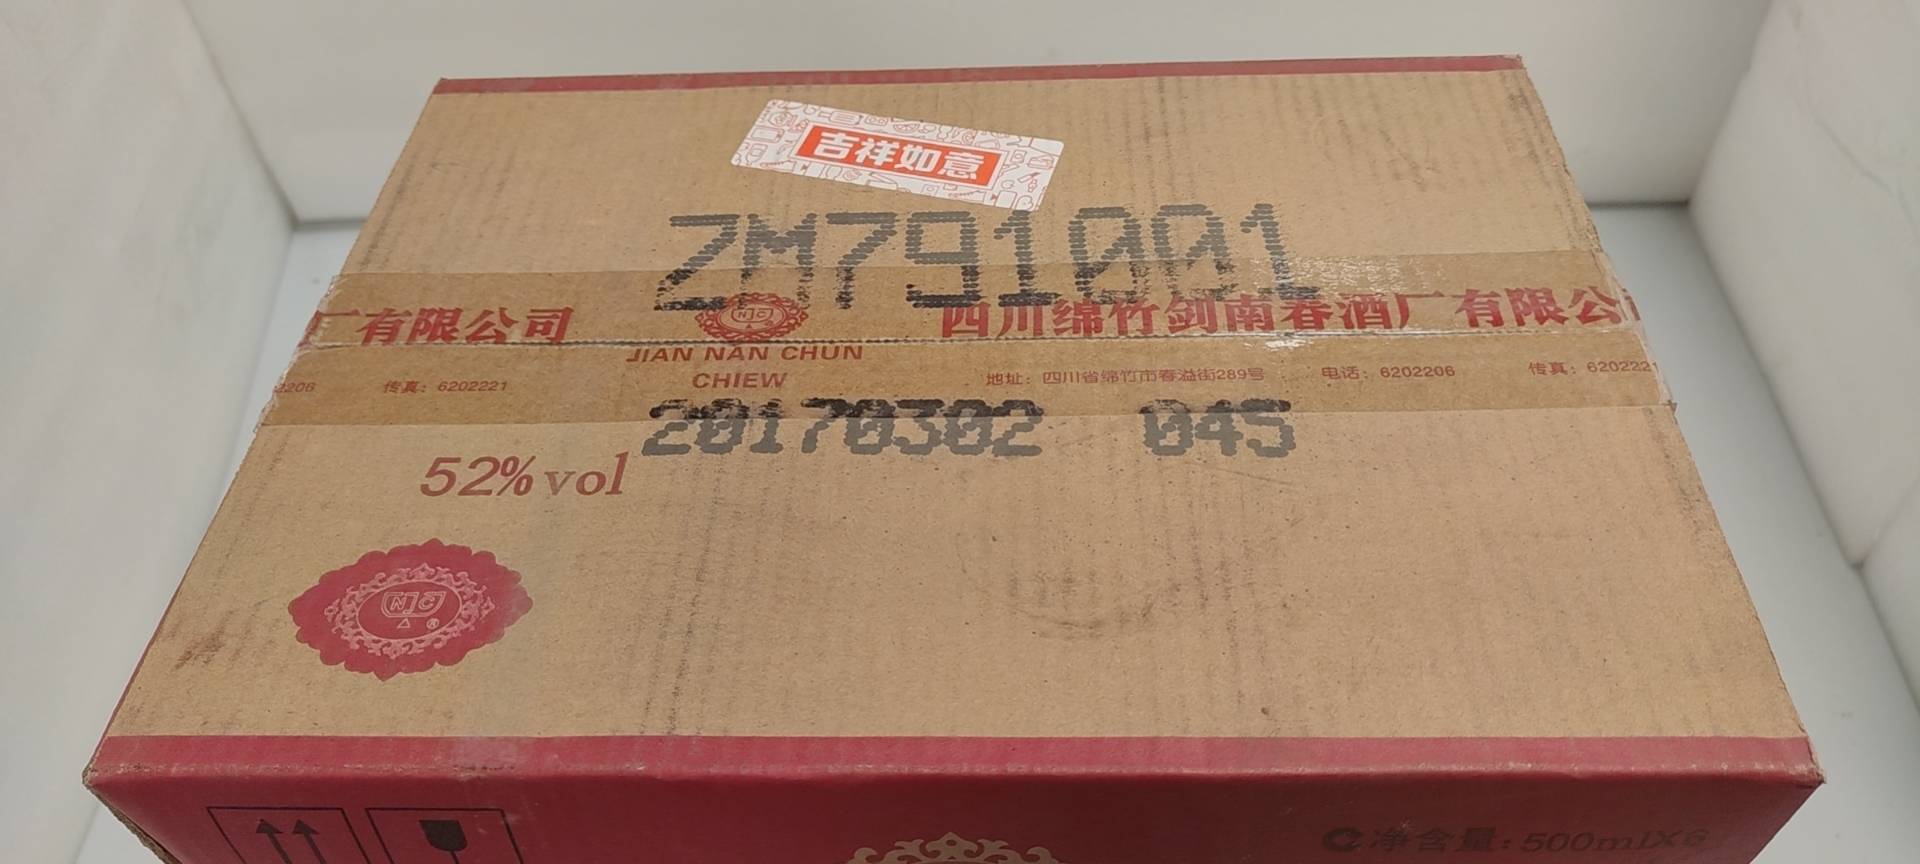 吉祥如意
ZM791001
厂有限公司
四川绵竹剑南春酒厂有限公
NC
JIAN NAN CHUN
CHIEW
2206 传真：6202221
地址：四川省绵竹市春溢街289号 电话：6202206 传真：6202221
20170302 045
52%vol
NC
®
净含量：500mlX6